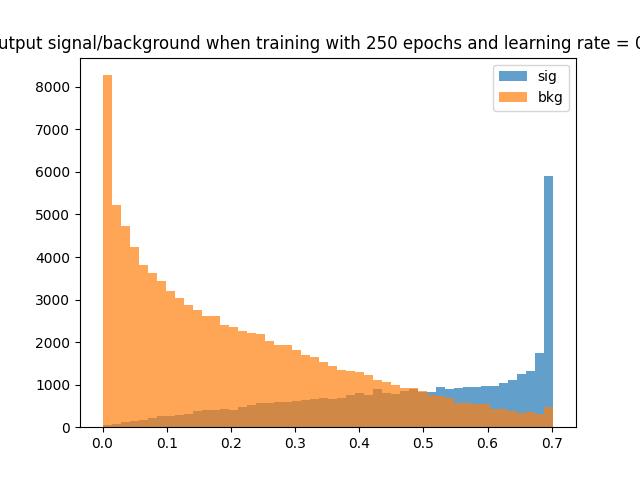 utput signal/background when training with 250 epochs and learning rate = 0
sig
bkg
8000
7000
6000
5000
4000
3000
2000
1000
0
0.0 0.1 0.2 0.3 0.4 0.5 0.6 0.7